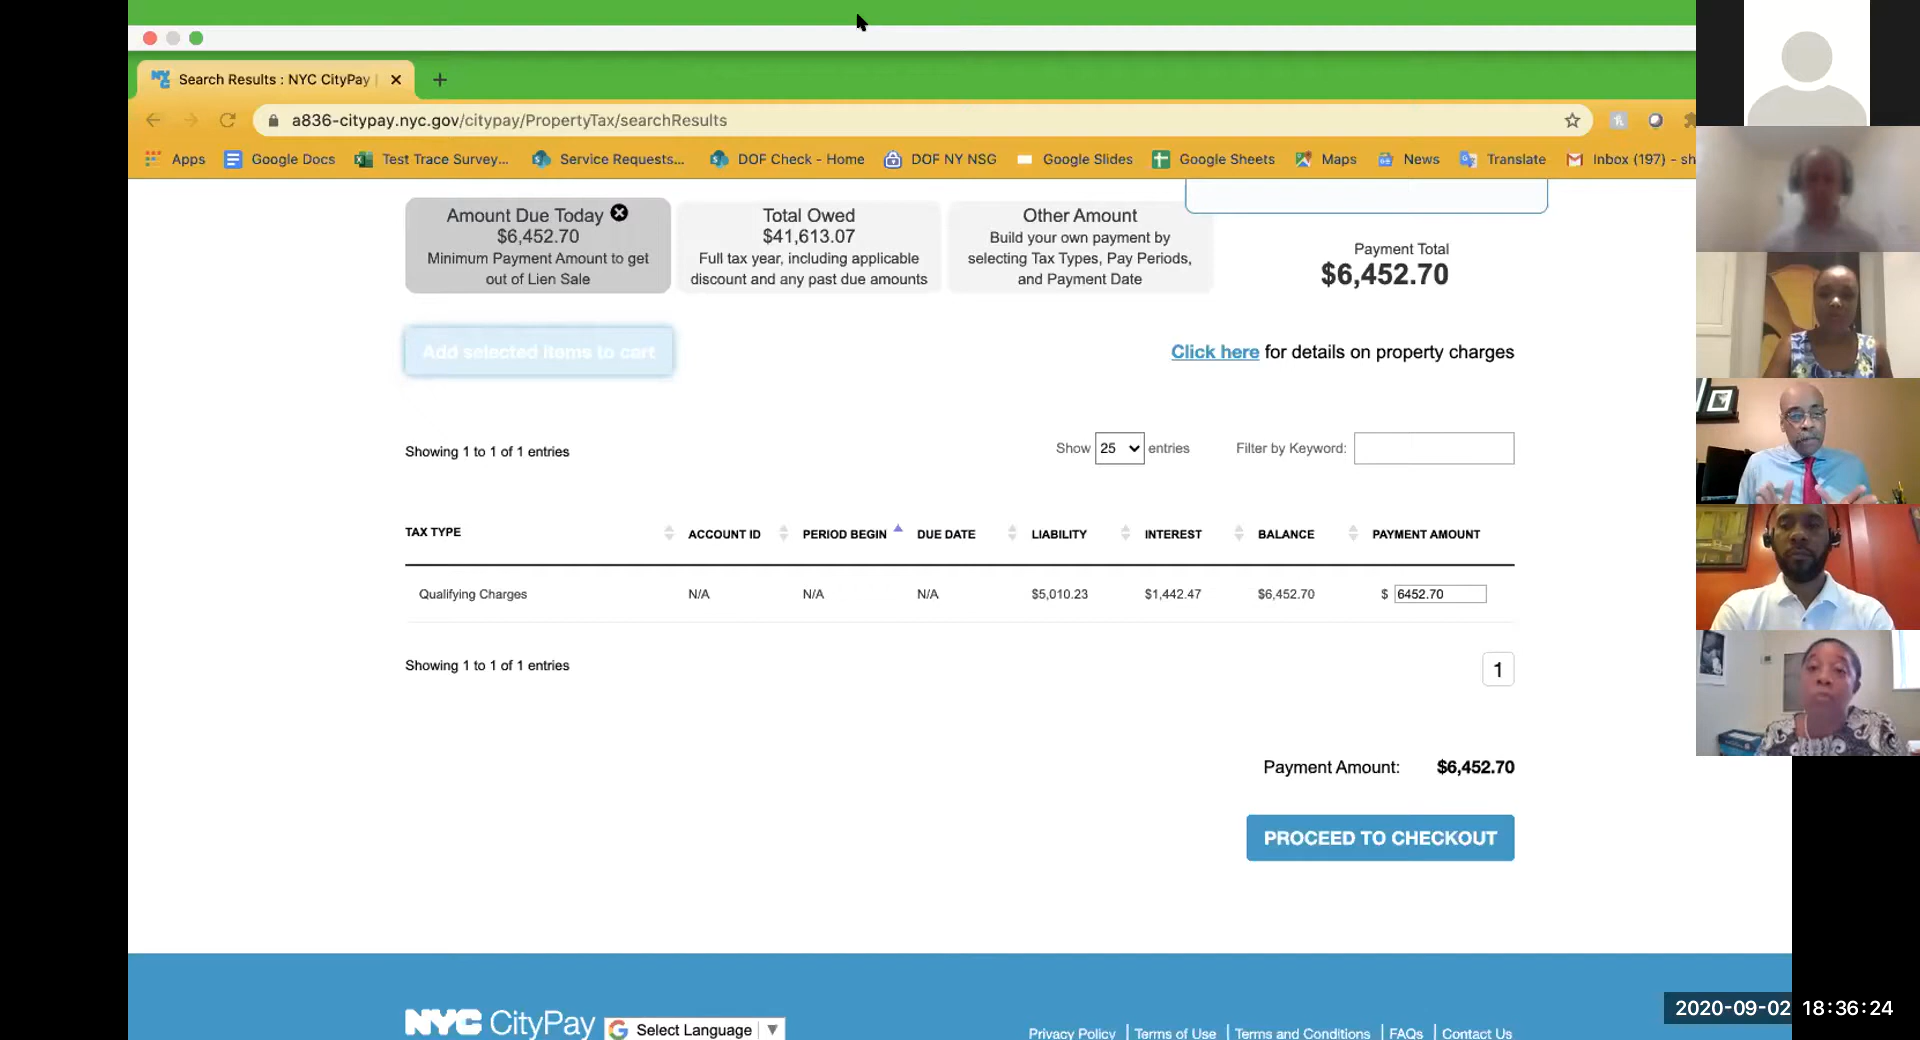 Search Results : NYC CityPay |
a836-citypay.nyc.gov/citypay/PropertyTax/searchResults
Apps Google Docs Test Trace Survey... Service Requests... DOF Check - Home DOF NY NSG Google Slides Google Sheets Maps News Translate Inbox (197) - sh
Amount Due Today
$6,452.70
Minimum Payment Amount to get
out of Lien Sale
Total Owed
$41,613.07
Full tax year, including applicable
discount and any past due amounts
Other Amount
Build your own payment by
selecting Tax Types, Pay Periods,
and Payment Date
Payment Total
$6,452.70
Add selected items to cart
Click here for details on property charges
Showing 1 to 1 of 1 entries
Show 25 entries
Filter by Keyword:
TAX TYPE ACCOUNT ID PERIOD BEGIN DUE DATE LIABILITY INTEREST BALANCE PAYMENT AMOUNT
Qualifying Charges N/A N/A N/A $5,010.23 $1,442.47 $6,452.70 $ 6452.70
Showing 1 to 1 of 1 entries
1
Payment Amount: $6,452.70
PROCEED TO CHECKOUT
NYC CityPay
Select Language
Privacy Policy | Terms of Use | Terms and Conditions | FAQs | Contact Us
2020-09-02 18:36:24